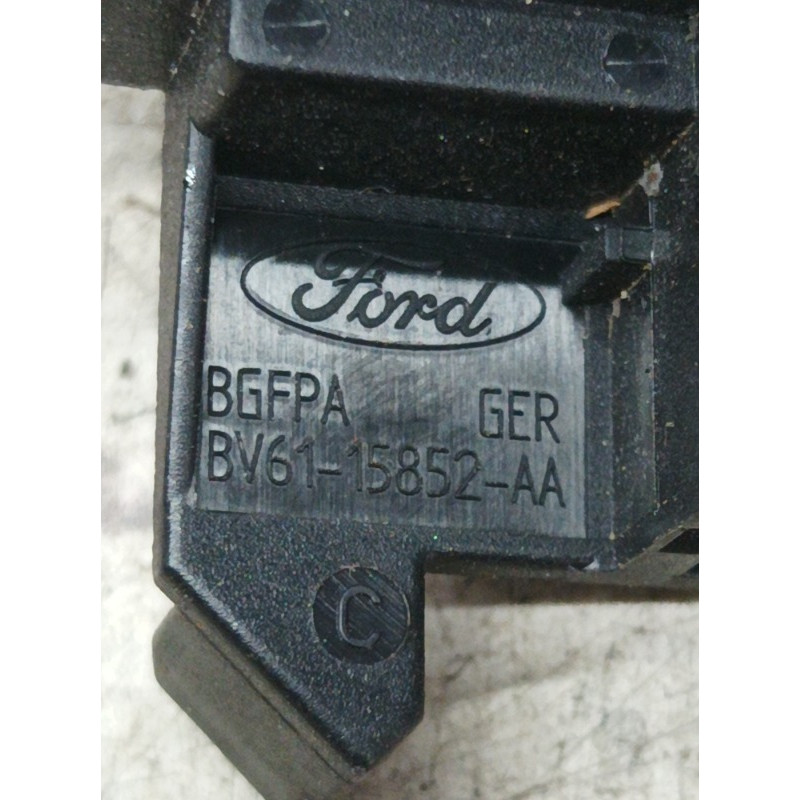 Ford
BGFPA GER
BV61-15852-AA
C